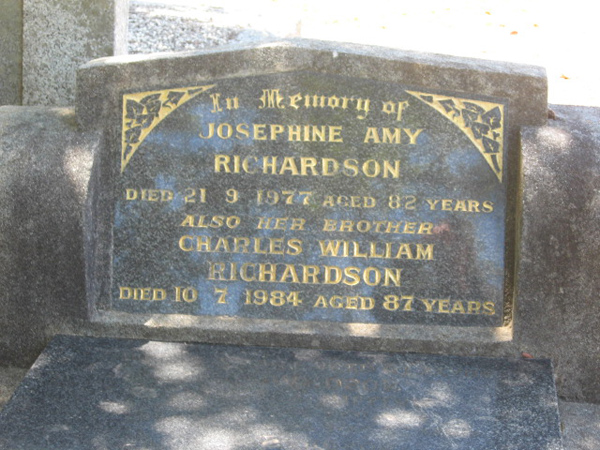 In Memory of
JOSEPHINE AMY
RICHARDSON
DIED 21 9 1977 AGED 82 YEARS
ALSO HER BROTHER
CHARLES WILLIAM
RICHARDSON
DIED 10 7 1984 AGED 87 YEARS